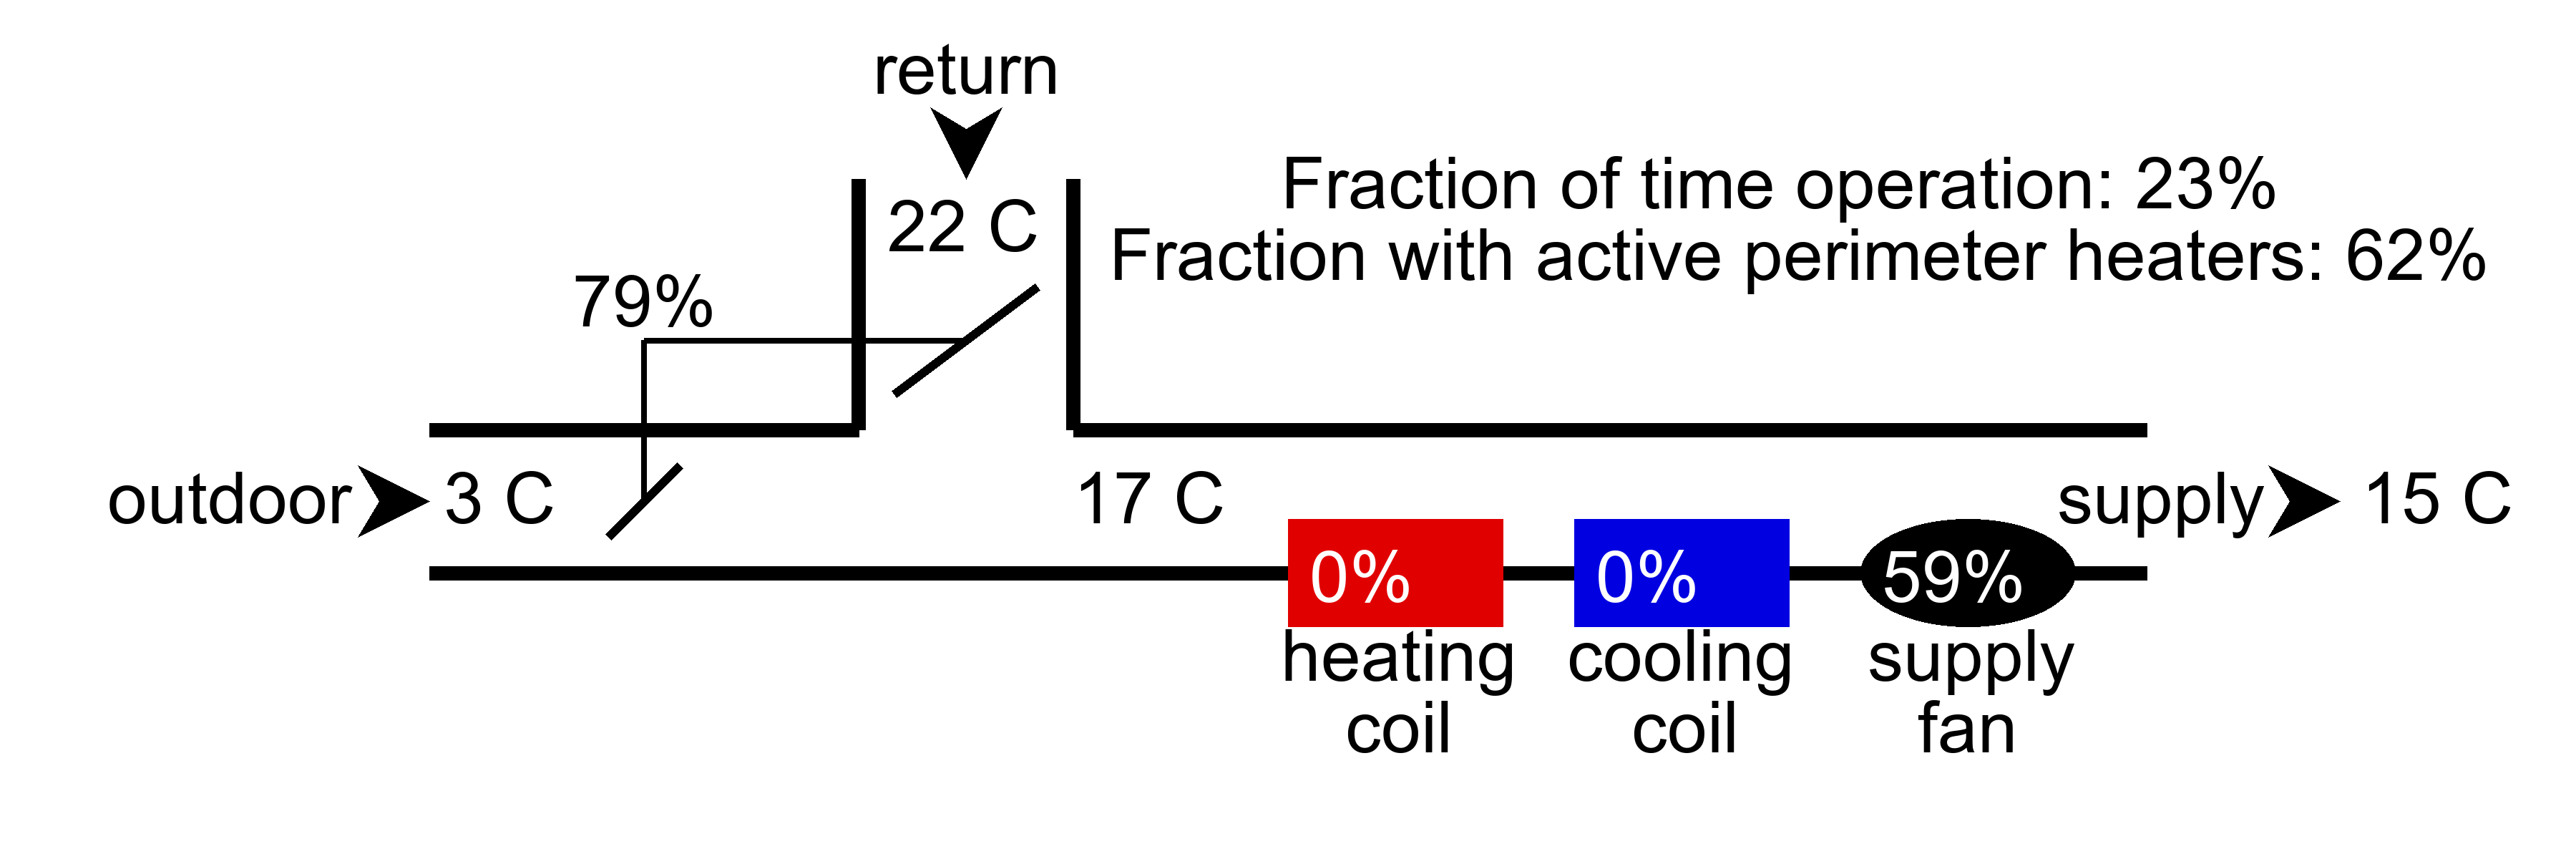 return
22 C
Fraction of time operation: 23%
Fraction with active perimeter heaters: 62%
79%
outdoor
3 C
17 C
supply
15 C
0%
0%
59%
heating
coil
cooling
coil
supply
fan